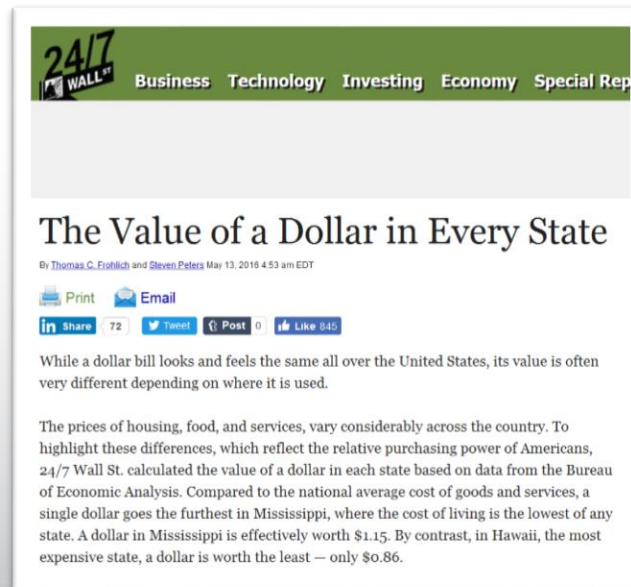 24/7
WALL ST
Business Technology Investing Economy Special Rep
The Value of a Dollar in Every State
By Thomas C. Frohlich and Steven Peters May 13, 2016 4:53 am EDT
Print Email
in Share 72 Tweet Post 0 Like 845
While a dollar bill looks and feels the same all over the United States, its value is often
very different depending on where it is used.
The prices of housing, food, and services, vary considerably across the country. To
highlight these differences, which reflect the relative purchasing power of Americans,
24/7 Wall St. calculated the value of a dollar in each state based on data from the Bureau
of Economic Analysis. Compared to the national average cost of goods and services, a
single dollar goes the furthest in Mississippi, where the cost of living is the lowest of any
state. A dollar in Mississippi is effectively worth $1.15. By contrast, in Hawaii, the most
expensive state, a dollar is worth the least — only $0.86.